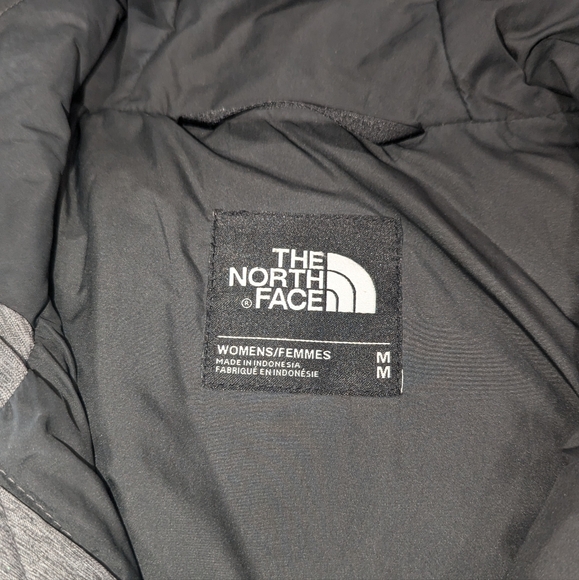 THE
NORTH
® FACE
WOMENS/FEMMES M
MADE IN INDONESIA M
FABRIQUÉ EN INDONÉSIE